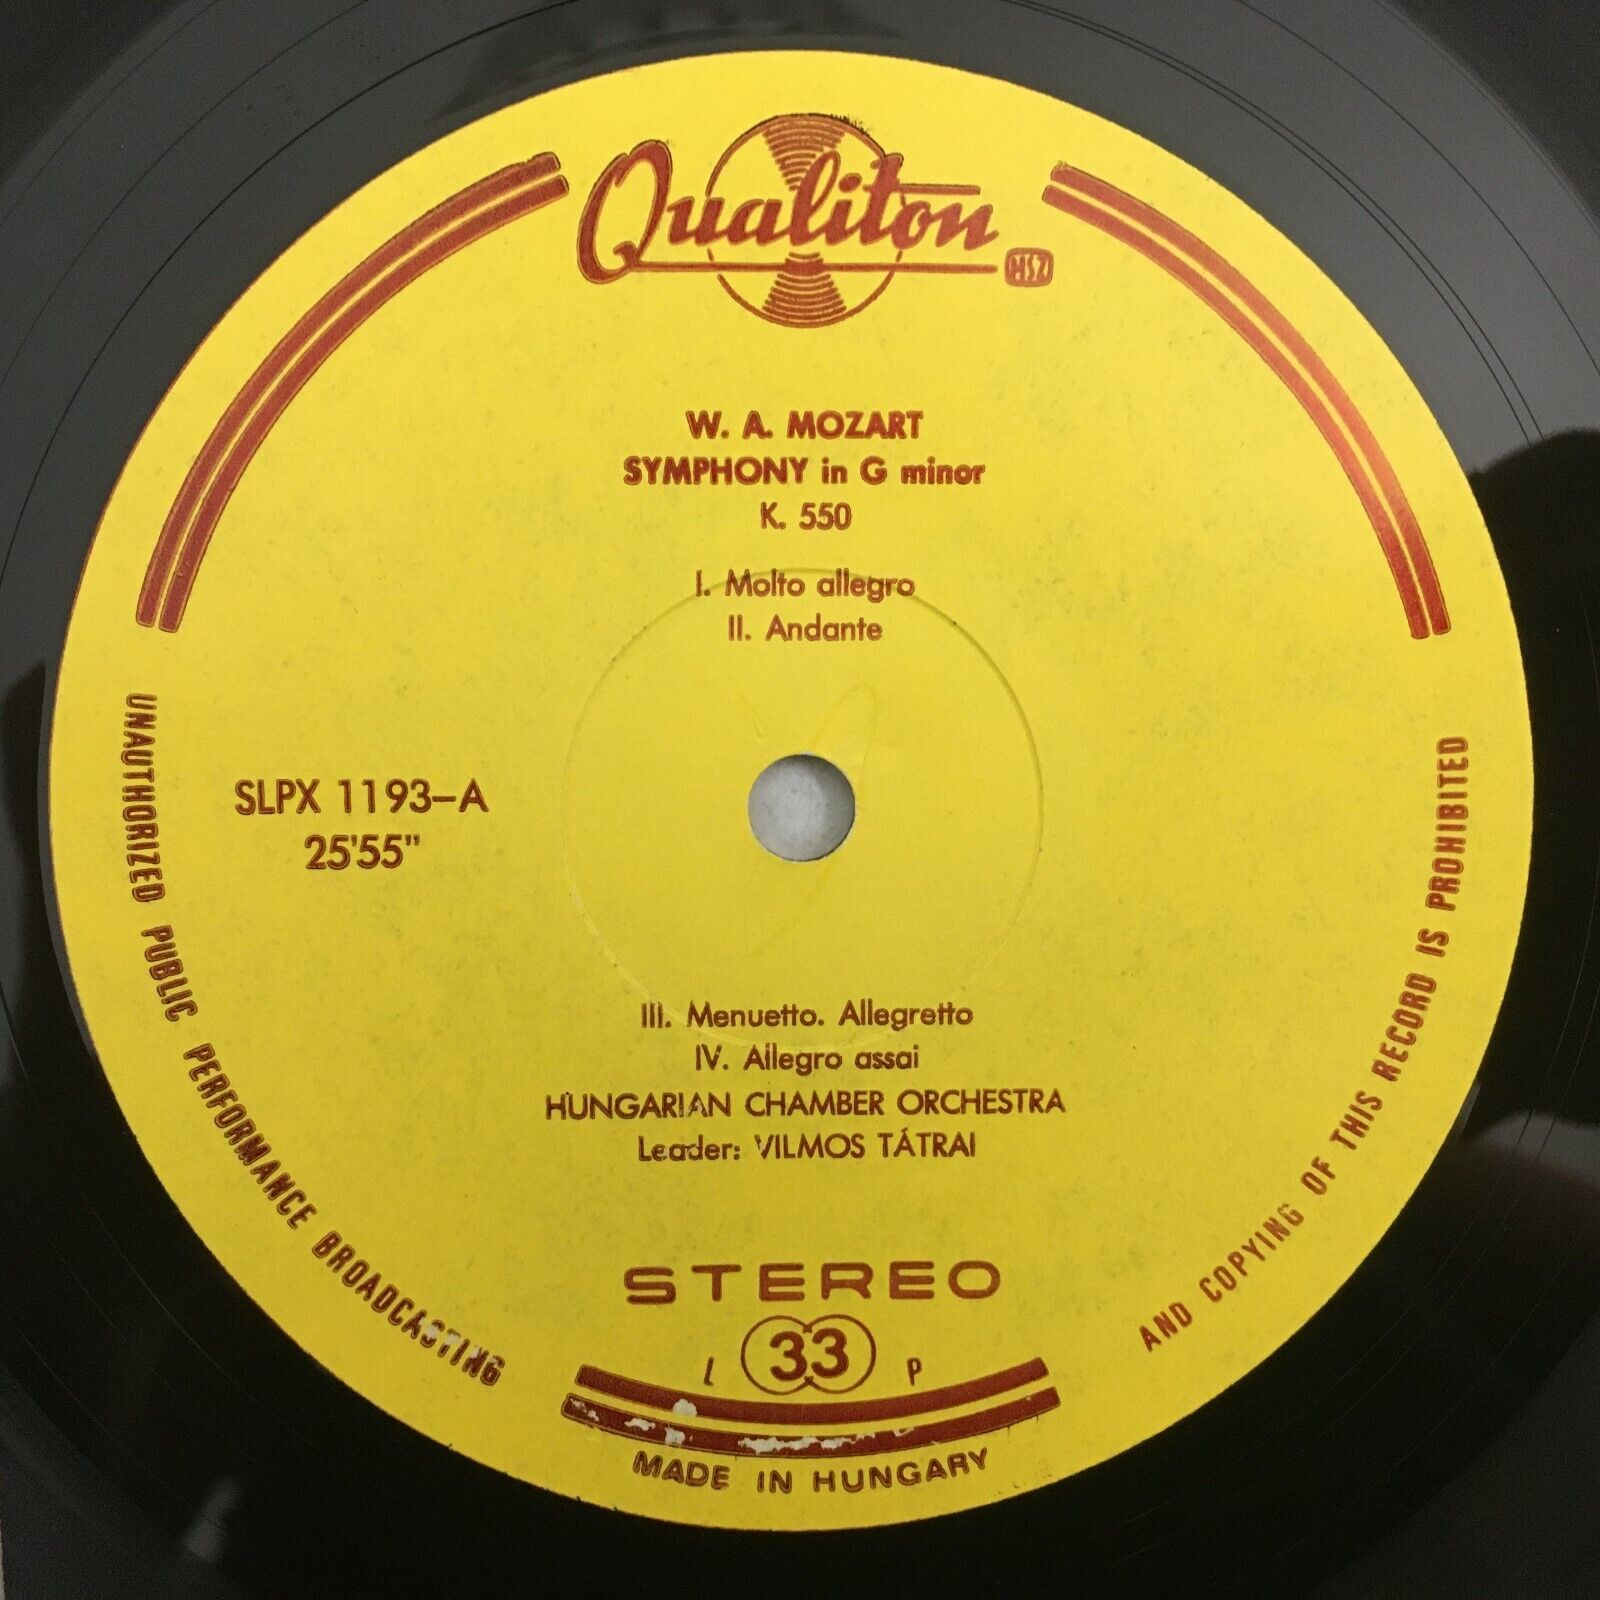 Qualiton
HSZ
W. A. MOZART
SYMPHONY in G minor
K. 550
I. Molto allegro
II. Andante
SLPX 1193–A
25'55"
III. Menuetto. Allegretto
IV. Allegro assai
HUNGARIAN CHAMBER ORCHESTRA
Leader: VILMOS TÁTRAI
STEREO
L 33 P
MADE IN HUNGARY
UNAUTHORIZED PUBLIC PERFORMANCE BROADCASTING
AND COPYING OF THIS RECORD IS PROHIBITED